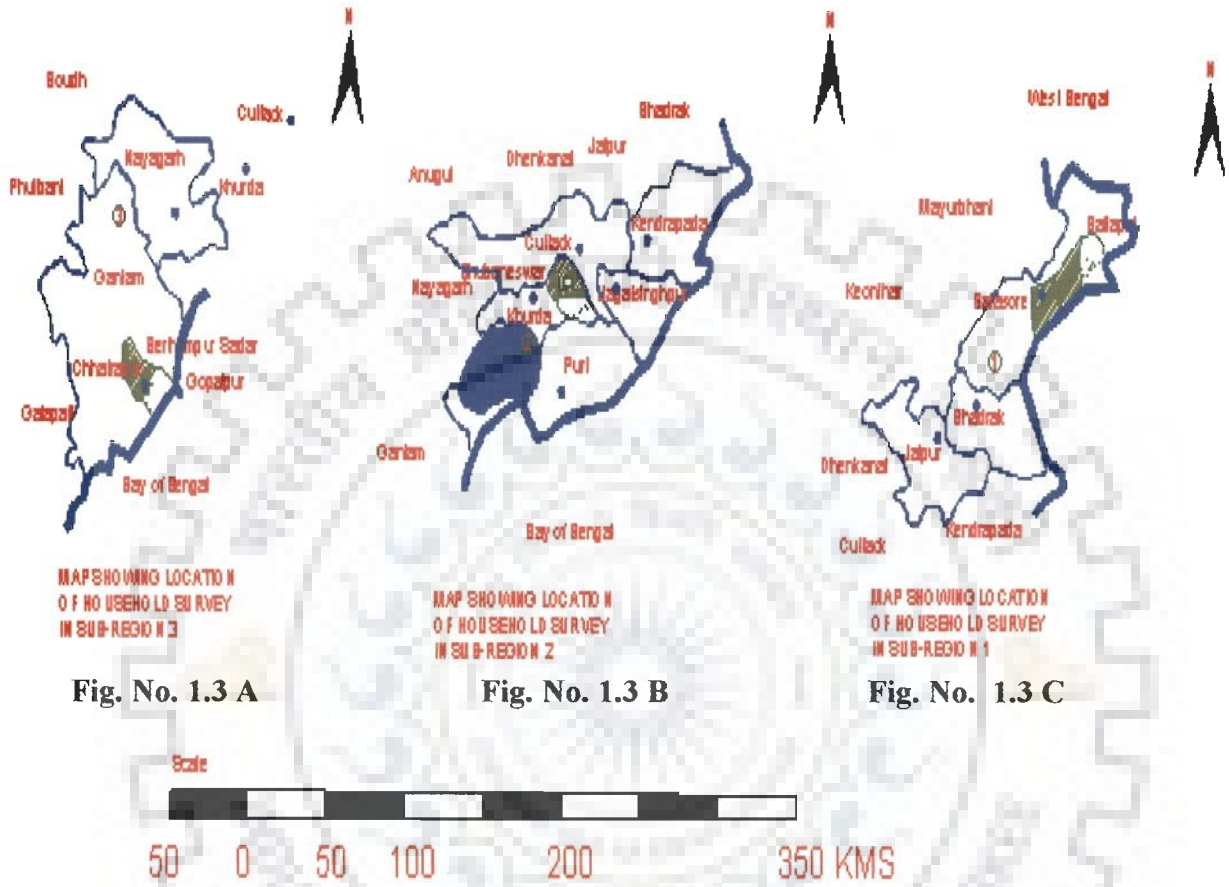 N
Boudh
Cuttack
Nayagarh
Phulbani
Khurda
Ganjam
Berhampur Sadar
Gopalpur
Bay of Bengal
MAP SHOWING LOCATION
OF HOUSEHOLD SURVEY
IN SUB-REGION 3
Fig. No. 1.3 A
N
Bhadrak
Jajpur
Dhenkanal
Anugul
Kendrapada
Cuttack
Bhubaneswar
Nayagarh
Jagatsinghpur
Khurda
Puri
Ganjam
Bay of Bengal
MAP SHOWING LOCATION
OF HOUSEHOLD SURVEY
IN SUB-REGION 2
Fig. No. 1.3 B
N
West Bengal
Mayurbhanj
Keonjhar
Balasore
1
Bhadrak
Dhenkanal
Jajpur
Kendrapada
Cuttack
MAP SHOWING LOCATION
OF HOUSEHOLD SURVEY
IN SUB-REGION 1
Fig. No. 1.3 C
Scale
50 0 50 100 200 350 KMS